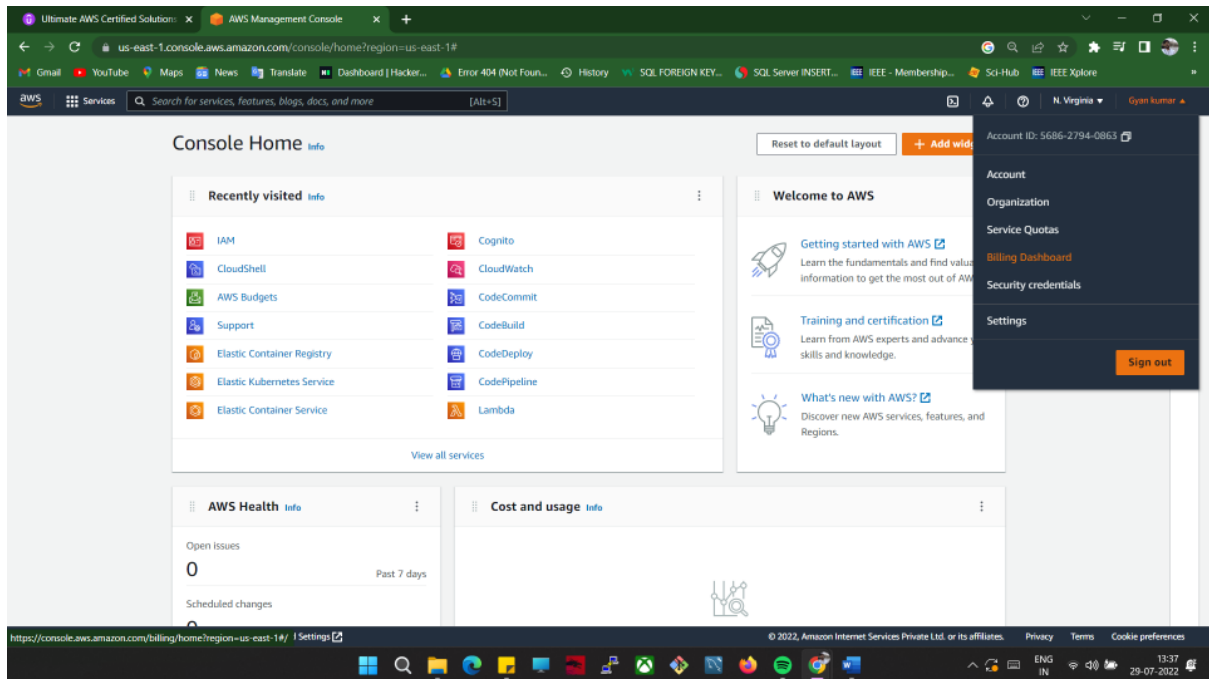 Ultimate AWS Certified Solution:
AWS Management Console
us-east-1.console.aws.amazon.com/console/home?region=us-east-1#
Gmail
YouTube
Maps
News
Translate
Dashboard | Hacker...
Error 404 (Not Foun...
History
SQL FOREIGN KEY...
SQL Server INSERT...
IEEE - Membership...
Sci-Hub
IEEE Xplore
»
aws
Services
Search for services, features, blogs, docs, and more
[Alt+S]
N. Virginia
Gyan kumar
Console Home Info
Reset to default layout
+ Add widg
Account ID: 5686-2794-0863
Account
Organization
Service Quotas
Billing Dashboard
Security credentials
Settings
Sign out
Recently visited Info
IAM
CloudShell
AWS Budgets
Support
Elastic Container Registry
Elastic Kubernetes Service
Elastic Container Service
Cognito
CloudWatch
CodeCommit
CodeBuild
CodeDeploy
CodePipeline
Lambda
View all services
Welcome to AWS
Getting started with AWS
Learn the fundamentals and find valua
information to get the most out of AW
Training and certification
Learn from AWS experts and advance y
skills and knowledge.
What's new with AWS?
Discover new AWS services, features, and
Regions.
AWS Health Info
Open issues
0
Past 7 days
Scheduled changes
Cost and usage Info
https://console.aws.amazon.com/billing/home?region=us-east-1#/
Settings
© 2022, Amazon Internet Services Private Ltd. or its affiliates.
Privacy
Terms
Cookie preferences
ENG
IN
13:37
29-07-2022